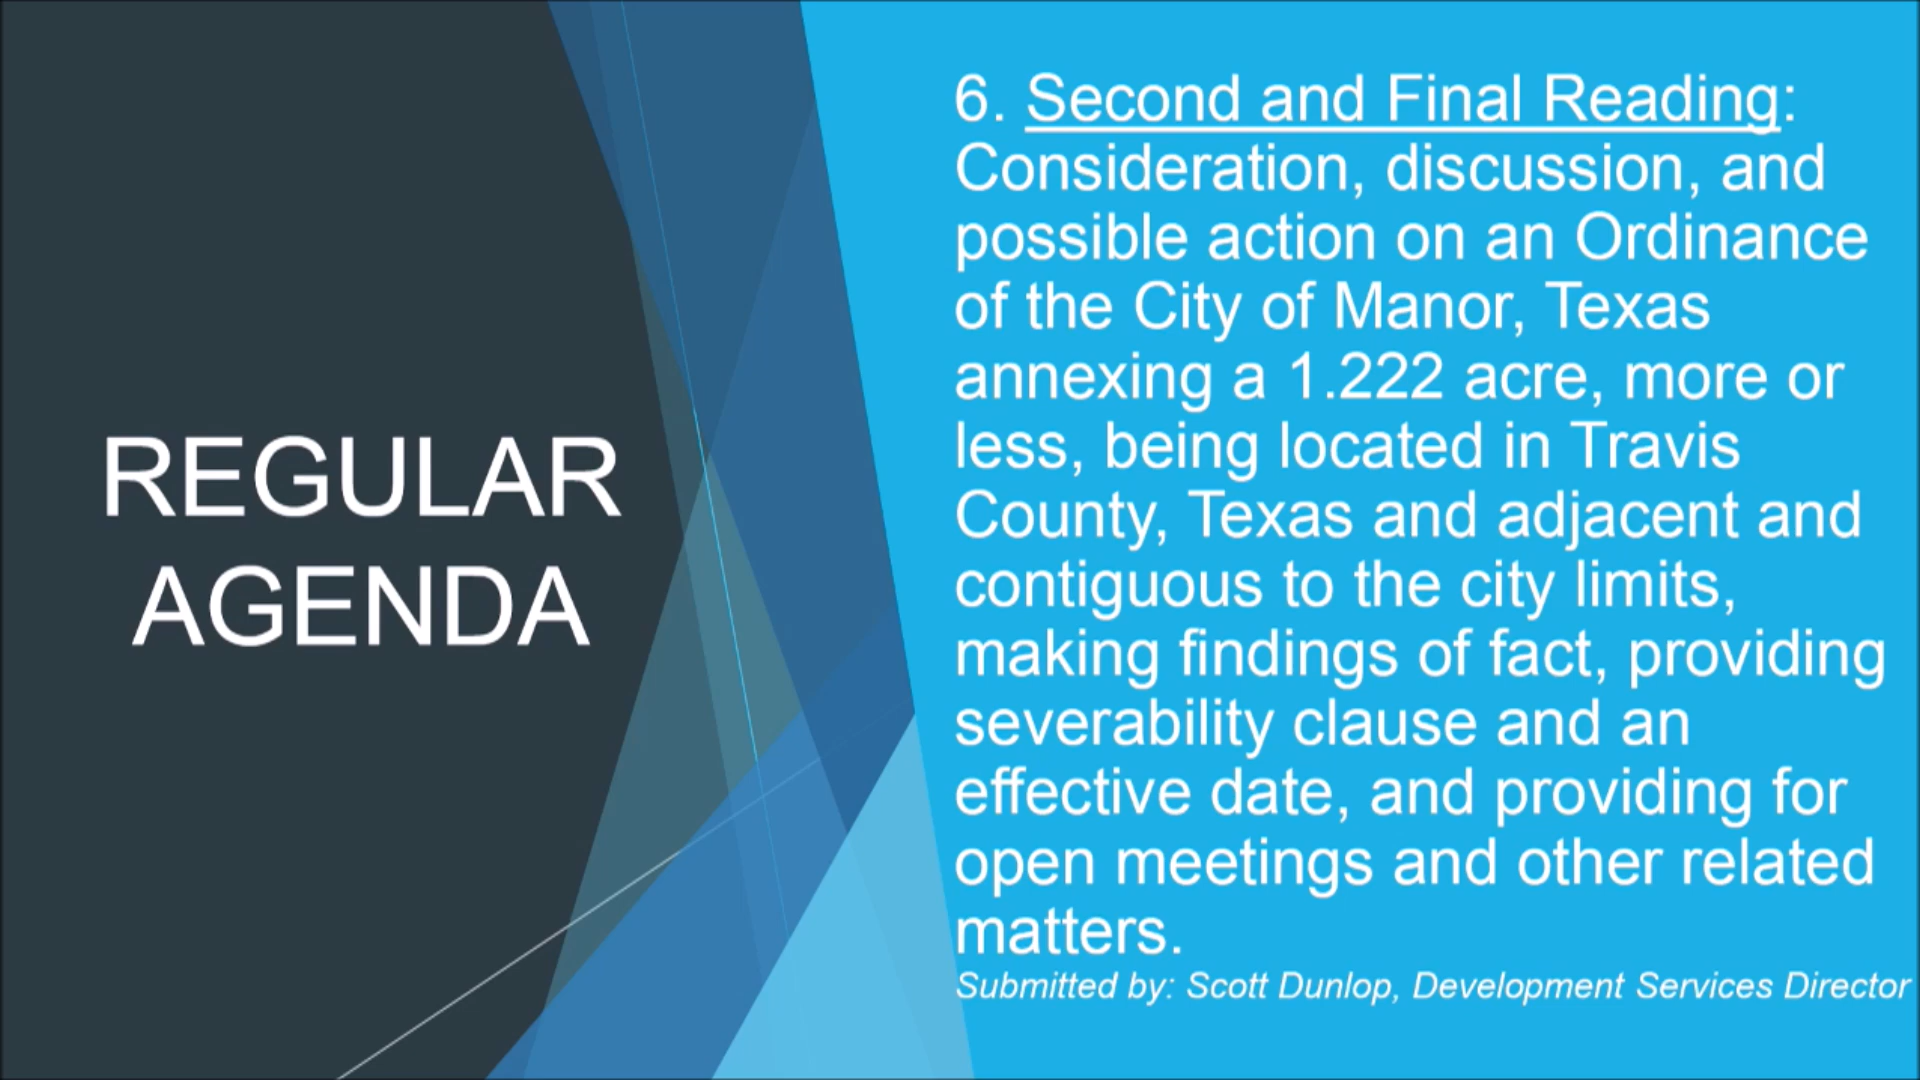 REGULAR
AGENDA
6. Second and Final Reading:
Consideration, discussion, and
possible action on an Ordinance
of the City of Manor, Texas
annexing a 1.222 acre, more or
less, being located in Travis
County, Texas and adjacent and
contiguous to the city limits,
making findings of fact, providing
severability clause and an
effective date, and providing for
open meetings and other related
matters.
Submitted by: Scott Dunlop, Development Services Director